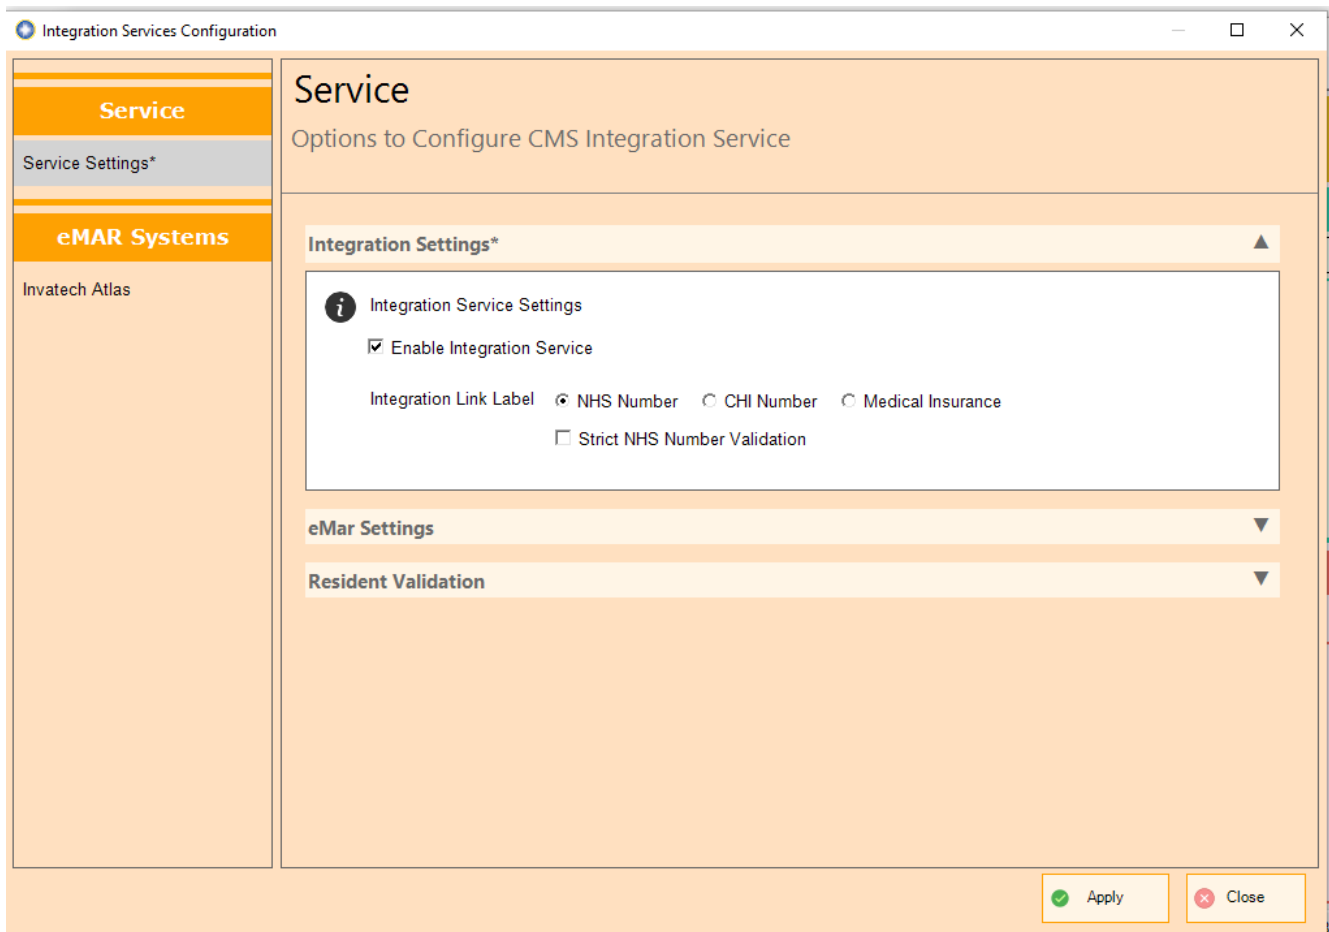 Integration Services Configuration
Service
Service Settings*
eMAR Systems
Invatech Atlas
Service
Options to Configure CMS Integration Service
Integration Settings*
Integration Service Settings
Enable Integration Service
Integration Link Label NHS Number CHI Number Medical Insurance
Strict NHS Number Validation
eMar Settings
Resident Validation
Apply Close